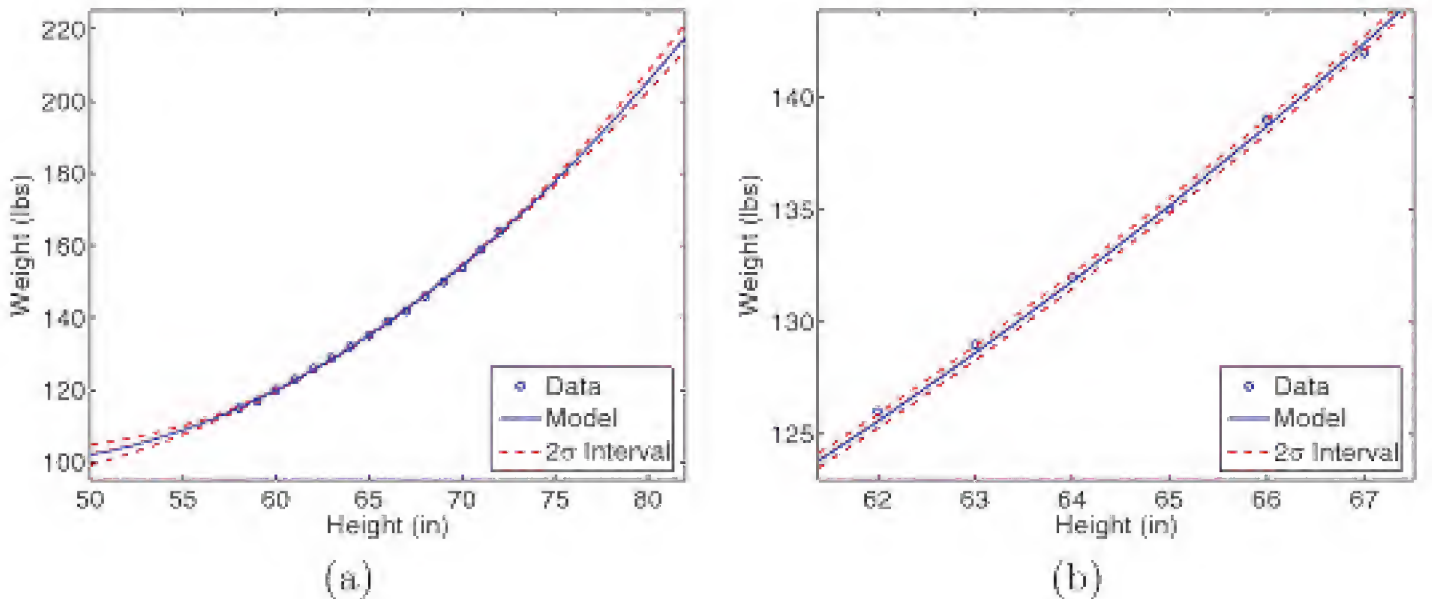 220
200
180
160
140
120
100
Weight (lbs)
50 55 60 65 70 75 80
Height (in)
Data
Model
2σ Interval
(a)
140
135
130
125
Weight (lbs)
62 63 64 65 66 67
Height (in)
Data
Model
2σ Interval
(b)